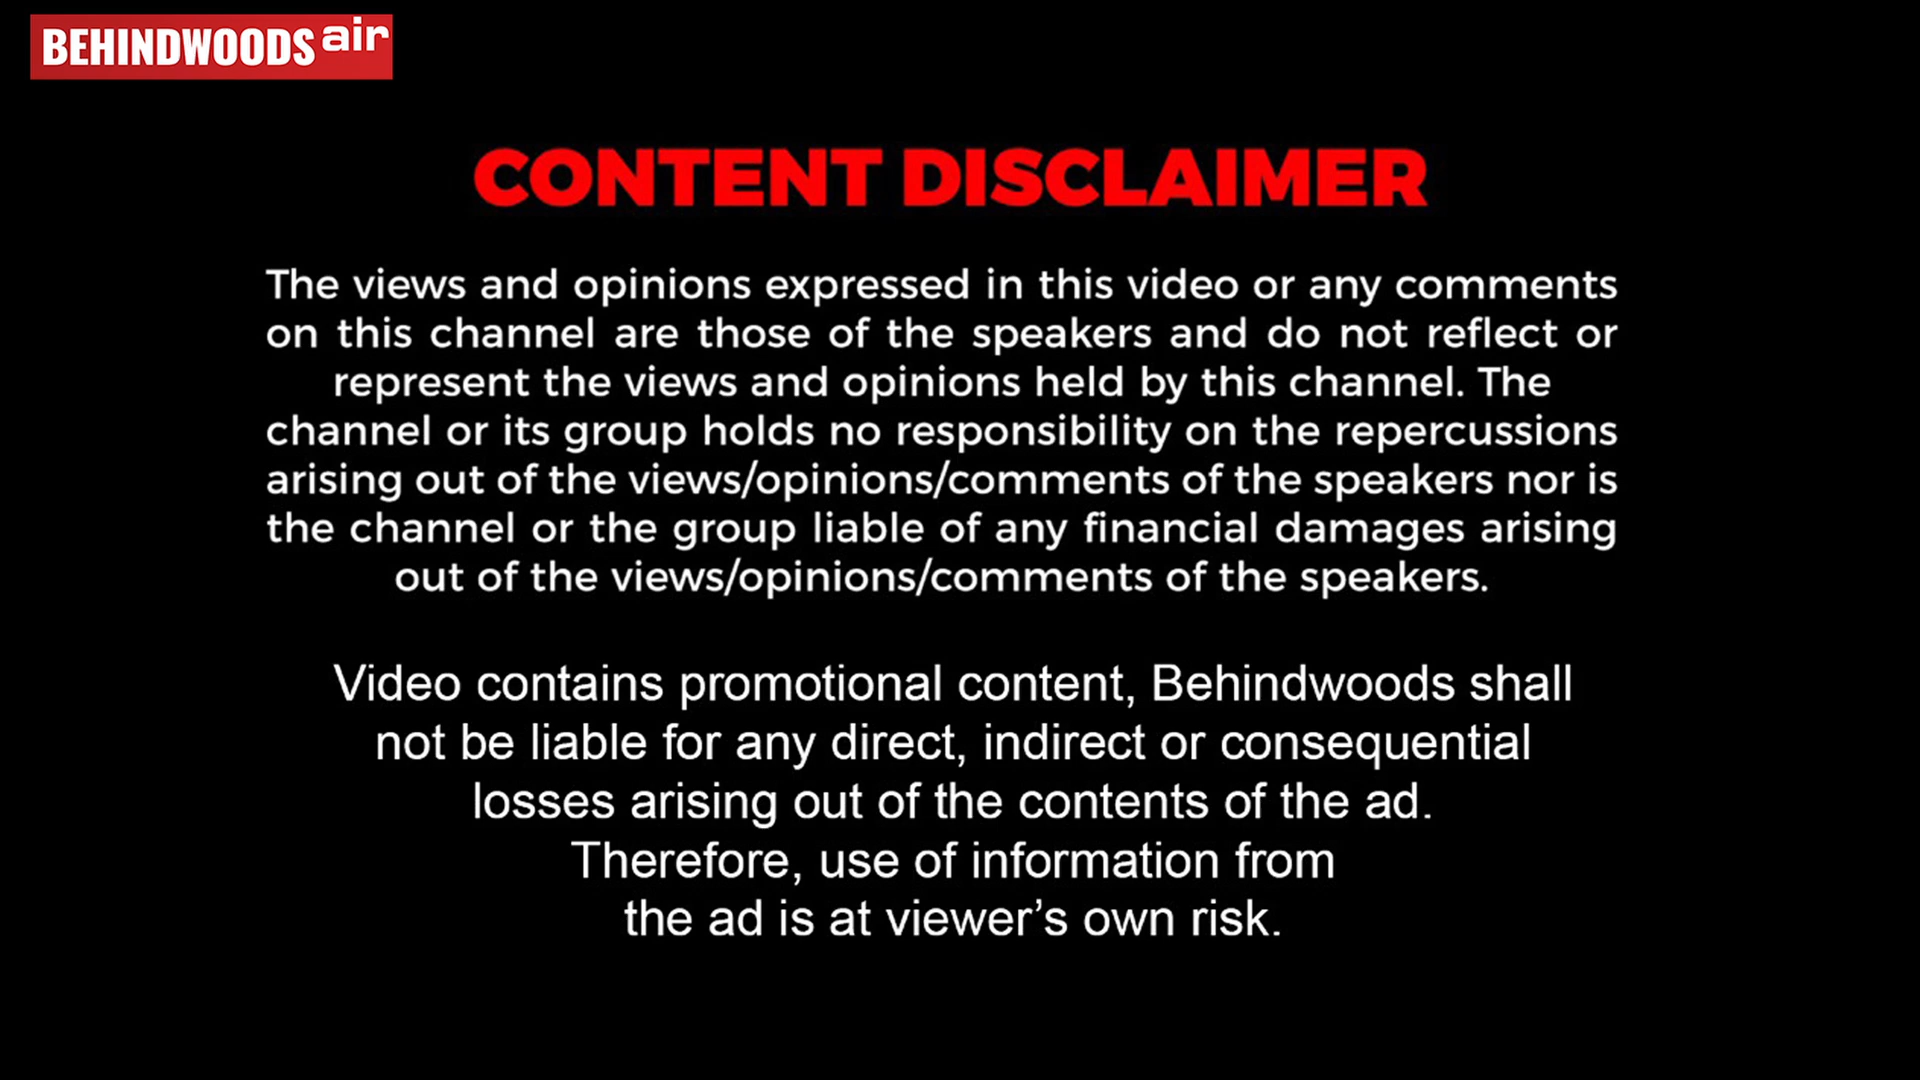 BEHINDWOODS air
CONTENT DISCLAIMER
The views and opinions expressed in this video or any comments
on this channel are those of the speakers and do not reflect or
represent the views and opinions held by this channel. The
channel or its group holds no responsibility on the repercussions
arising out of the views/opinions/comments of the speakers nor is
the channel or the group liable of any financial damages arising
out of the views/opinions/comments of the speakers.
Video contains promotional content, Behindwoods shall
not be liable for any direct, indirect or consequential
losses arising out of the contents of the ad.
Therefore, use of information from
the ad is at viewer’s own risk.